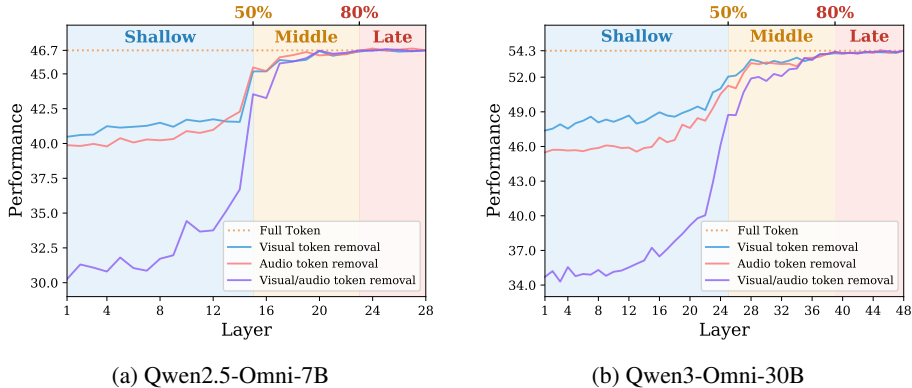 50% 80%
Shallow Middle Late
46.7
45.0
42.5
40.0
37.5
35.0
32.5
30.0
Performance
Full Token
Visual token removal
Audio token removal
Visual/audio token removal
1 4 8 12 16 20 24 28
Layer
(a) Qwen2.5-Omni-7B
50% 80%
Shallow Middle Late
54.3
52.0
49.0
46.0
43.0
40.0
37.0
34.0
Performance
Full Token
Visual token removal
Audio token removal
Visual/audio token removal
1 4 8 12 16 20 24 28 32 36 40 44 48
Layer
(b) Qwen3-Omni-30B